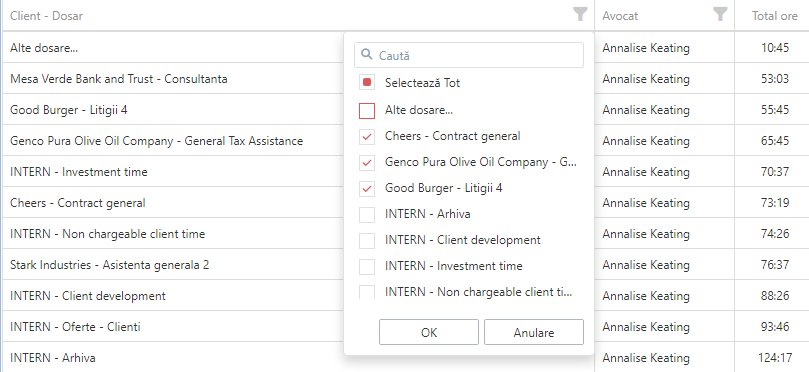 Client - Dosar Avocat Total ore
Alte dosare... Annalise Keating 10:45
Mesa Verde Bank and Trust - Consultanta Annalise Keating 53:03
Good Burger - Litigii 4 Annalise Keating 55:45
Genco Pura Olive Oil Company - General Tax Assistance Annalise Keating 65:45
INTERN - Investment time Annalise Keating 70:37
Cheers - Contract general Annalise Keating 73:19
INTERN - Non chargeable client time Annalise Keating 74:26
Stark Industries - Asistenta generala 2 Annalise Keating 76:37
INTERN - Client development Annalise Keating 88:26
INTERN - Oferte - Clienti Annalise Keating 93:46
INTERN - Arhiva Annalise Keating 124:17
Caută
Selectează Tot
Alte dosare...
Cheers - Contract general
Genco Pura Olive Oil Company - G...
Good Burger - Litigii 4
INTERN - Arhiva
INTERN - Client development
INTERN - Investment time
INTERN - Non chargeable client ti...
OK Anulare